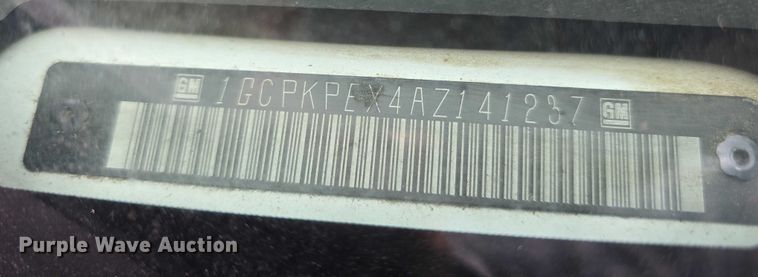 GM 1GCPKPEX4AZ141237 GM
Purple Wave Auction